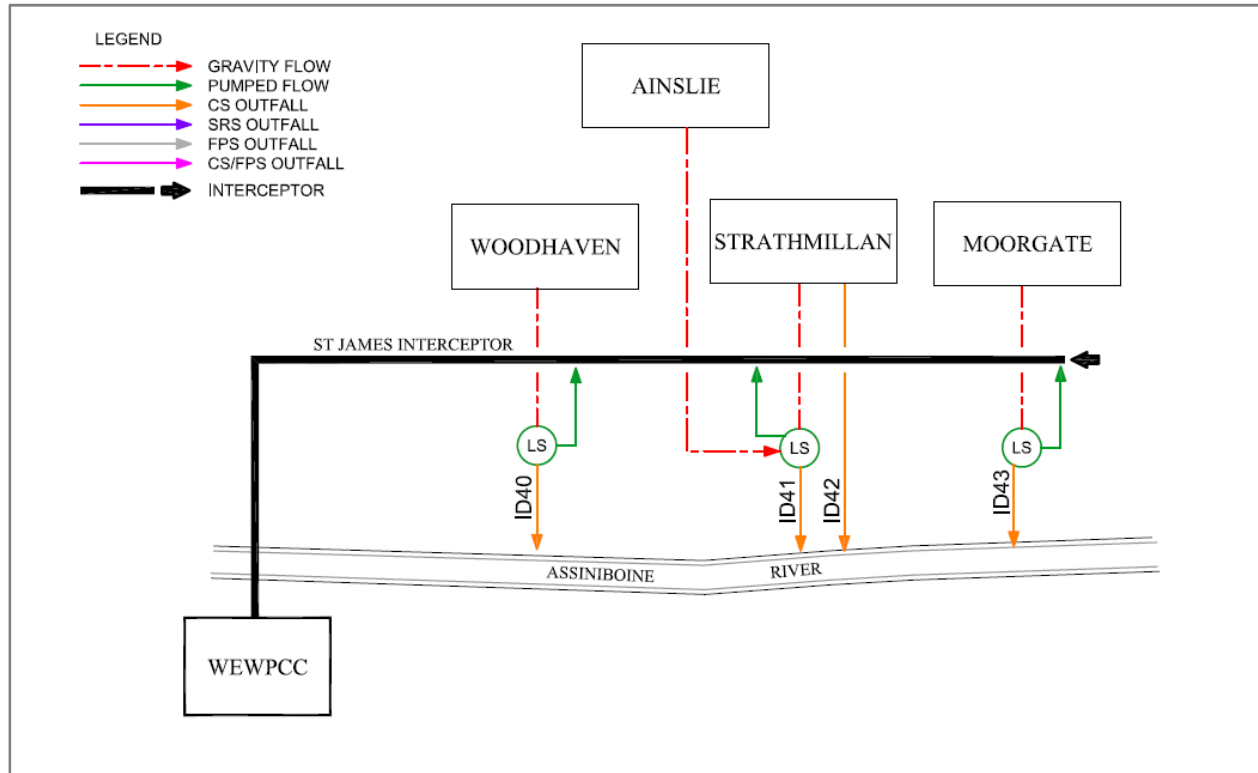 LEGEND
GRAVITY FLOW
PUMPED FLOW
CS OUTFALL
SRS OUTFALL
FPS OUTFALL
CS/FPS OUTFALL
INTERCEPTOR
AINSLIE
WOODHAVEN
STRATHMILLAN
MOORGATE
ST JAMES INTERCEPTOR
LS
LS
LS
ID40
ID41
ID42
ID43
ASSINIBOINE RIVER
WEWPCC